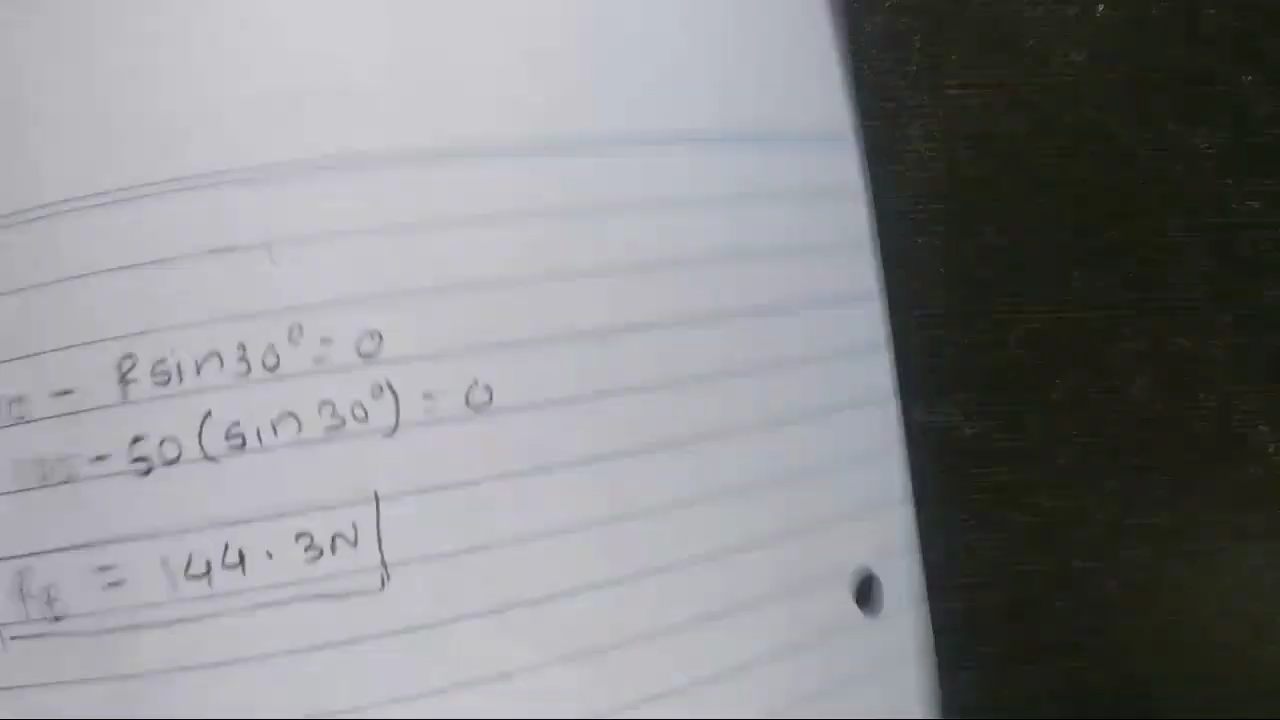 - Fsin30° = 0
-50(sin30°) = 0
= 144.3N